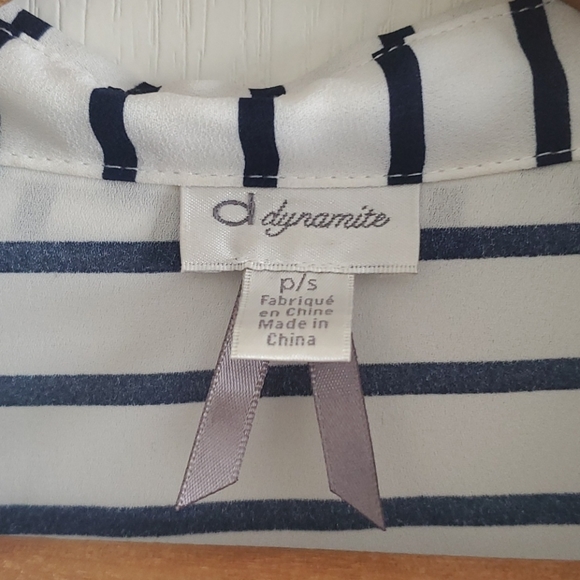 d dynamite
p/s
Fabriqué
en Chine
Made in
China